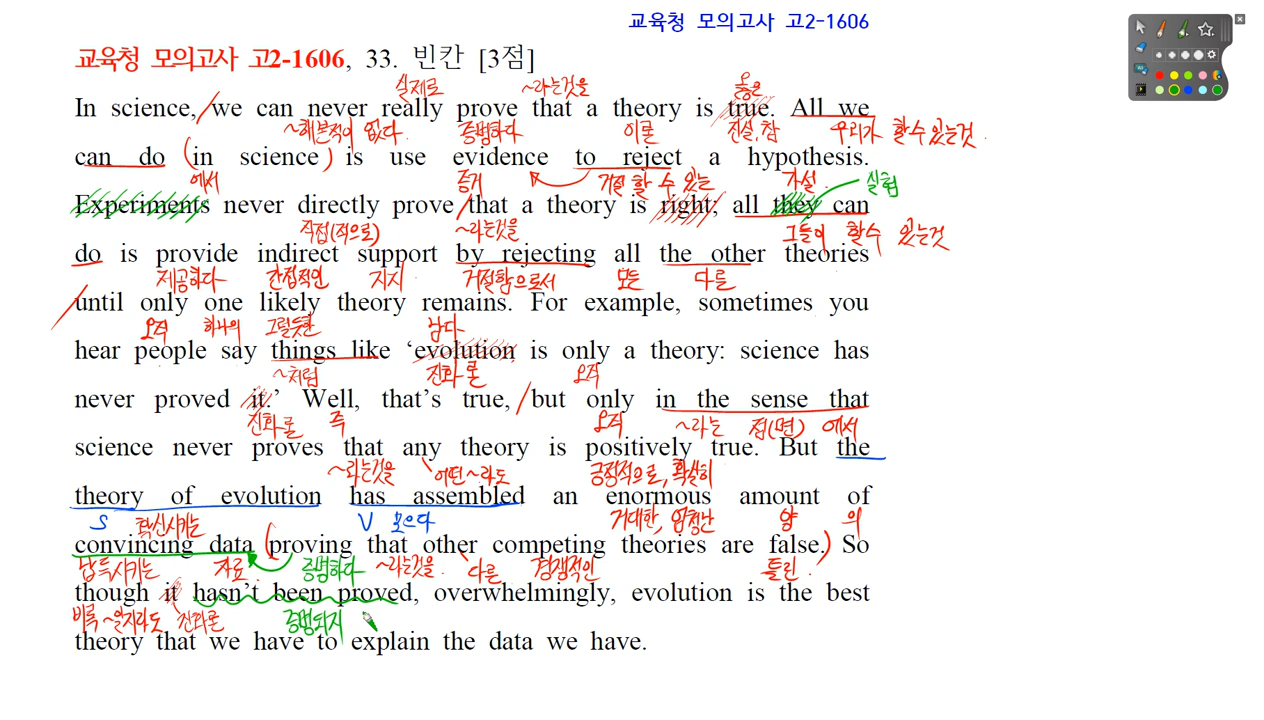 교육청 모의고사 고2-1606
교육청 모의고사 고2-1606, 33. 빈칸 [3점]
실제로 ~라는것을 옳은
In science, we can never really prove that a theory is true. All we
~해본적이 없다. 증명하다 이론 진실,참 우리가 할수있는것
can do (in science) is use evidence to reject a hypothesis.
에서 증거 거절 할 수 있는 가설 실험
Experiments never directly prove that a theory is right; all they can
직접(적으로) ~라는것을 그들이 할수 있는것
do is provide indirect support by rejecting all the other theories
제공하다 간접적인 지지 거절함으로서 모든 다를
until only one likely theory remains. For example, sometimes you
오직 하나의 그럴듯한 남다
hear people say things like ‘evolution is only a theory: science has
~처럼 진화론 오직
never proved it.’ Well, that’s true, but only in the sense that
진화론 즉 오직 ~라는 점(면) 에서
science never proves that any theory is positively true. But the
~라는것을 어떤~라도 긍정적으로, 확실히
theory of evolution has assembled an enormous amount of
S 확신시키는 V 모으다 거대한, 엄청난 양 의
convincing data (proving that other competing theories are false.) So
납득시키는 자료 증명하다 ~라는것을 다른 경쟁적인 틀린
though it hasn’t been proved, overwhelmingly, evolution is the best
비록 ~일지라도 진화론 증명되지
theory that we have to explain the data we have.